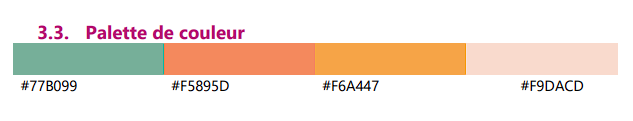 3.3. Palette de couleur
#77B099 #F5895D #F6A447 #F9DACD